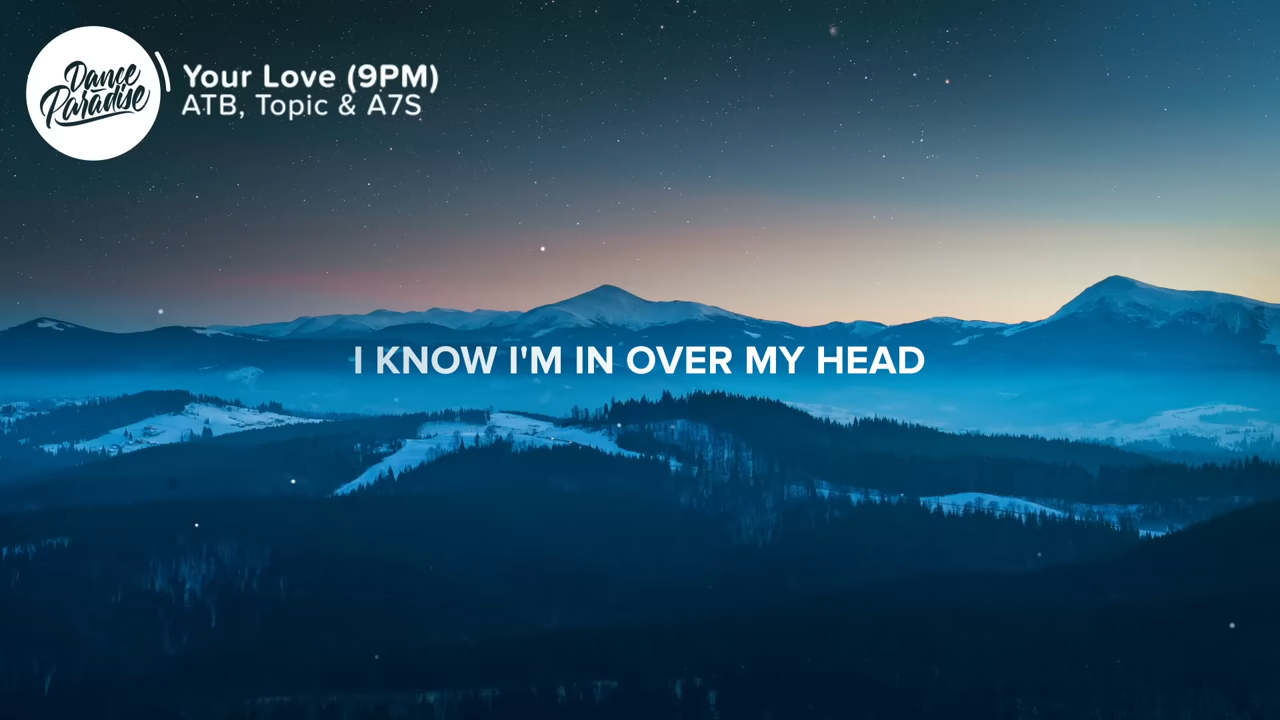 Dance
Paradise
Your Love (9PM)
ATB, Topic & A7S
I KNOW I'M IN OVER MY HEAD